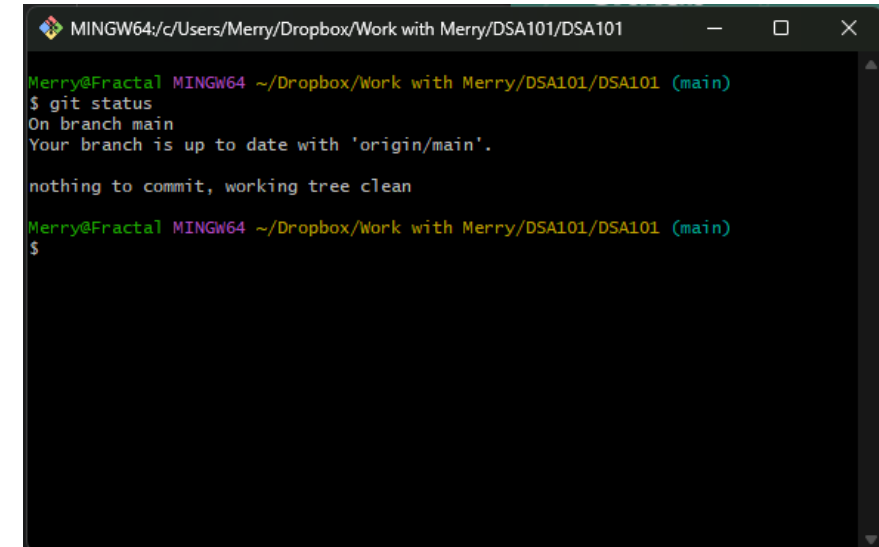 MINGW64:/c/Users/Merry/Dropbox/Work with Merry/DSA101/DSA101
Merry@Fractal MINGW64 ~/Dropbox/Work with Merry/DSA101/DSA101 (main)
$ git status
On branch main
Your branch is up to date with 'origin/main'.
nothing to commit, working tree clean
Merry@Fractal MINGW64 ~/Dropbox/Work with Merry/DSA101/DSA101 (main)
$